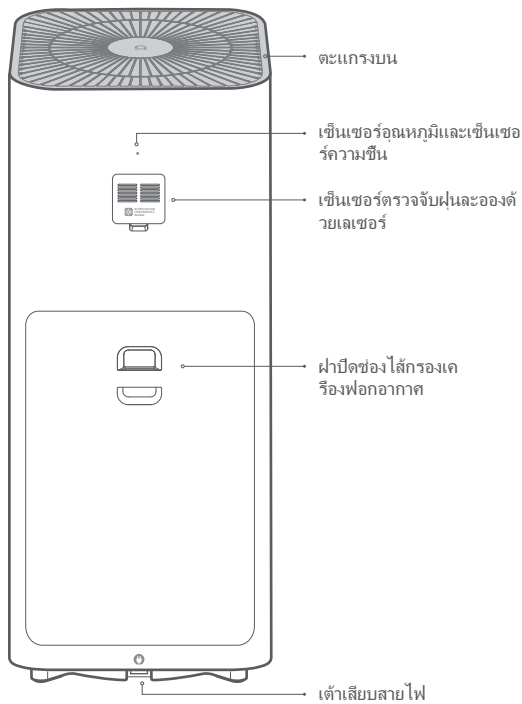 ตะแกรงบน
เซ็นเซอร์อุณหภูมิและเซ็นเซอ
ร์ความชื้น
เซ็นเซอร์ตรวจจับฝุ่นละอองด้
วยเลเซอร์
ฝาปิดช่องไส้กรองเค
รื่องฟอกอากาศ
เต้าเสียบสายไฟ